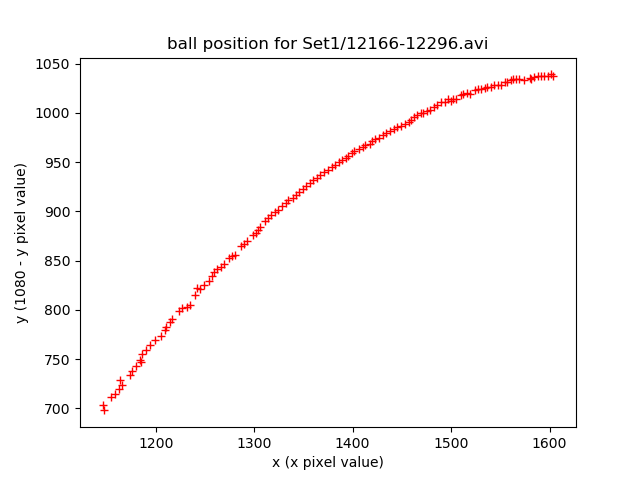 ball position for Set1/12166-12296.avi
y (1080 - y pixel value)
1050
1000
950
900
850
800
750
700
1200 1300 1400 1500 1600
x (x pixel value)